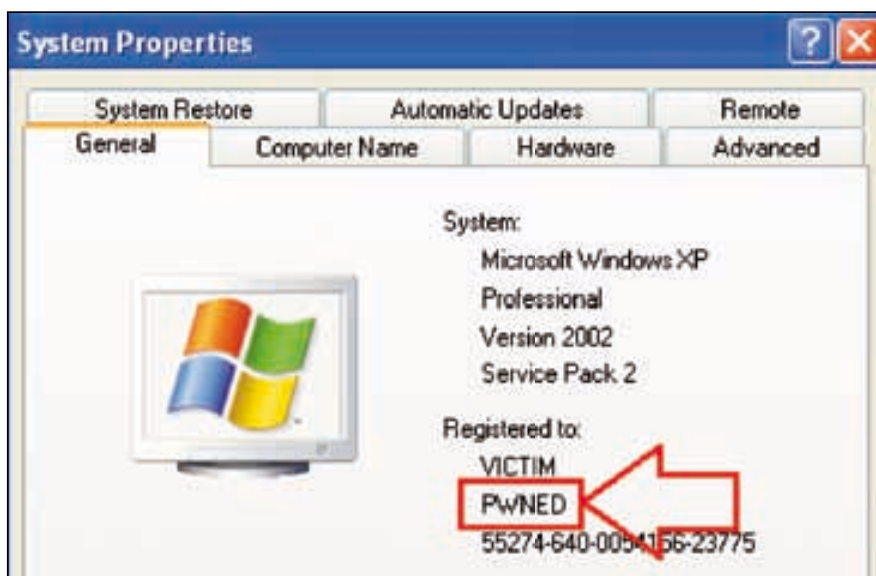 System Properties
System Restore Automatic Updates Remote
General Computer Name Hardware Advanced
System:
Microsoft Windows XP
Professional
Version 2002
Service Pack 2
Registered to:
VICTIM
PWNED
55274-640-0054156-23775